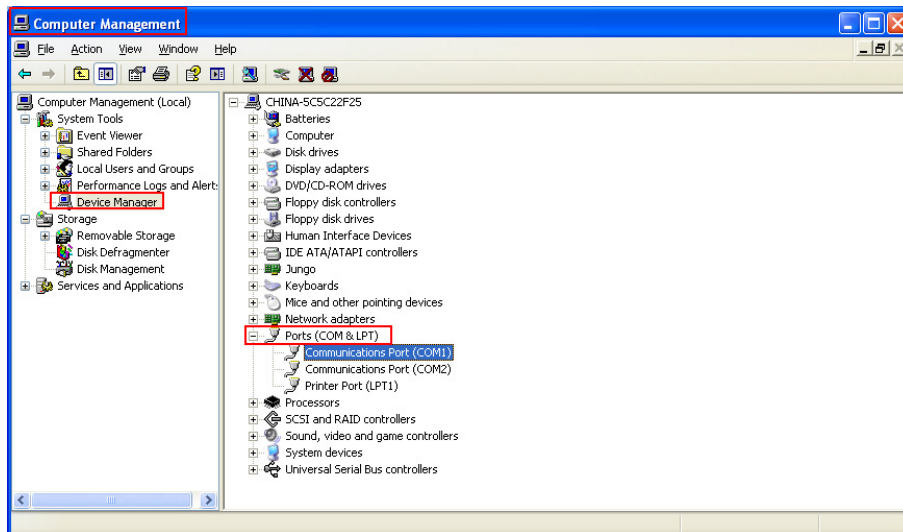 Computer Management
File Action View Window Help
Computer Management (Local)
System Tools
Event Viewer
Shared Folders
Local Users and Groups
Performance Logs and Alert:
Device Manager
Storage
Removable Storage
Disk Defragmenter
Disk Management
Services and Applications
CHINA-5C5C22F25
Batteries
Computer
Disk drives
Display adapters
DVD/CD-ROM drives
Floppy disk controllers
Floppy disk drives
Human Interface Devices
IDE ATA/ATAPI controllers
Jungo
Keyboards
Mice and other pointing devices
Network adapters
Ports (COM & LPT)
Communications Port (COM1)
Communications Port (COM2)
Printer Port (LPT1)
Processors
SCSI and RAID controllers
Sound, video and game controllers
System devices
Universal Serial Bus controllers